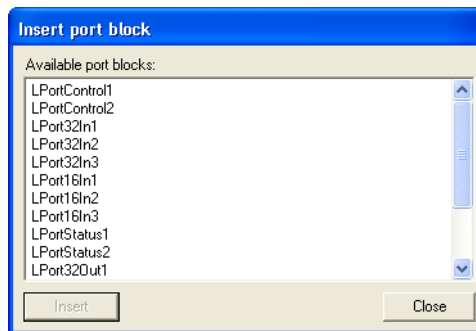 Insert port block
Available port blocks:
LPortControl1
LPortControl2
LPort32In1
LPort32In2
LPort32In3
LPort16In1
LPort16In2
LPort16In3
LPortStatus1
LPortStatus2
LPort32Out1
Insert
Close